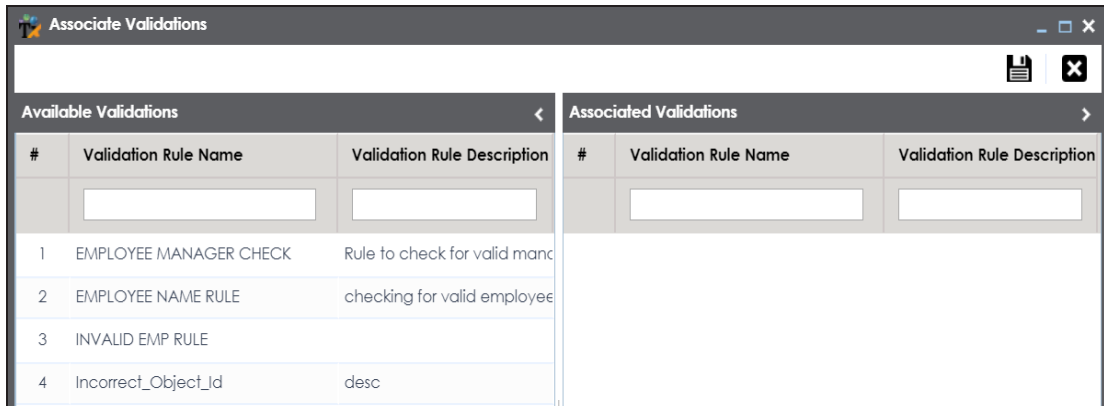 Associate Validations
Available Validations
Associated Validations
# Validation Rule Name Validation Rule Description
# Validation Rule Name Validation Rule Description
1 EMPLOYEE MANAGER CHECK Rule to check for valid mana
2 EMPLOYEE NAME RULE checking for valid employee
3 INVALID EMP RULE
4 Incorrect_Object_Id desc